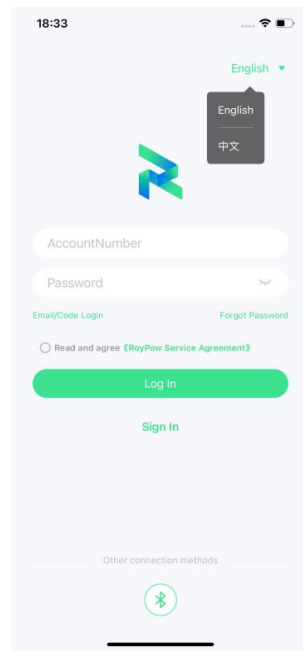 18:33
English
English
中文
AccountNumber
Password
Email/Code Login Forgot Password
Read and agree 《RoyPow Service Agreement》
Log In
Sign In
Other connection methods